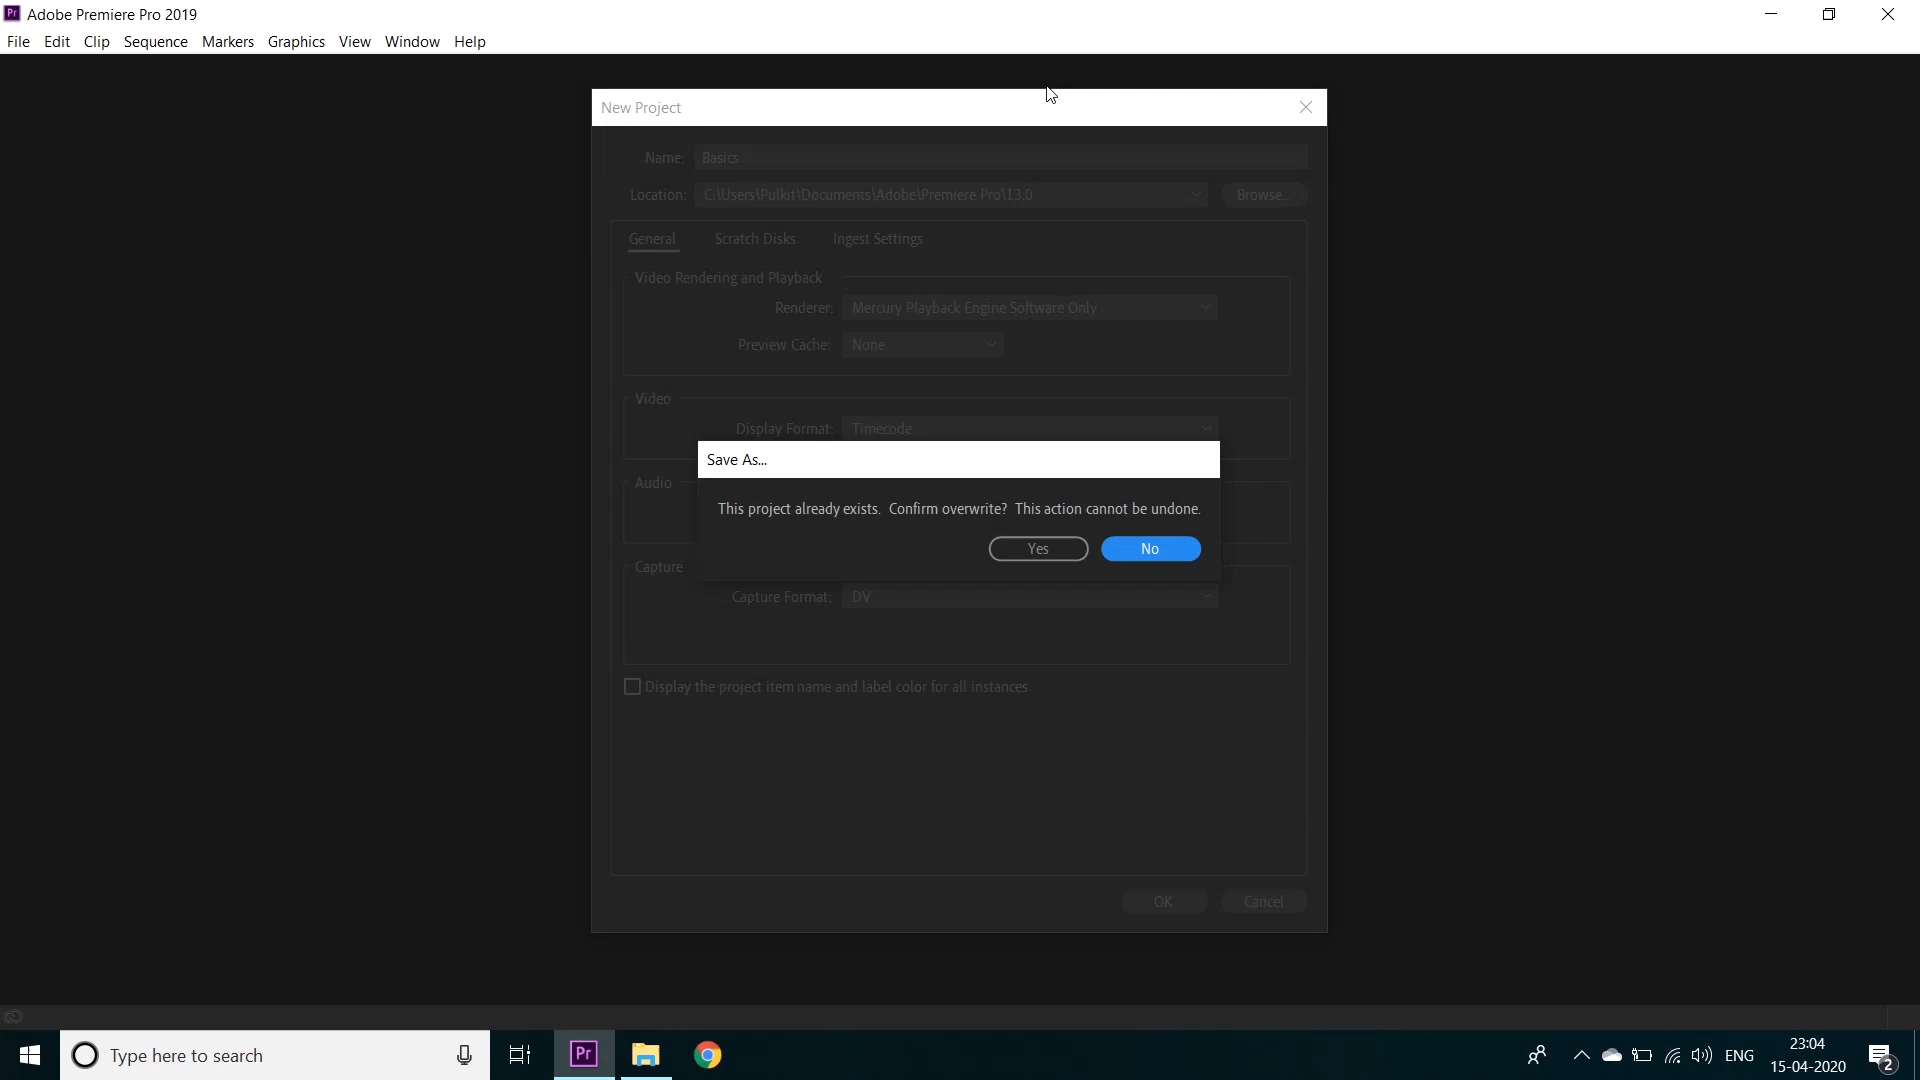 Pr Adobe Premiere Pro 2019
File Edit Clip Sequence Markers Graphics View Window Help
New Project
Name: Basics
Location: C:\Users\Pulkit\Documents\Adobe\Premiere Pro\13.0 Browse...
General Scratch Disks Ingest Settings
Video Rendering and Playback
Renderer: Mercury Playback Engine Software Only
Preview Cache: None
Video
Display Format: Timecode
Save As...
Audio
This project already exists. Confirm overwrite? This action cannot be undone.
Yes No
Capture
Capture Format: DV
Display the project item name and label color for all instances
OK Cancel
Type here to search
Pr
ENG
23:04
15-04-2020
2